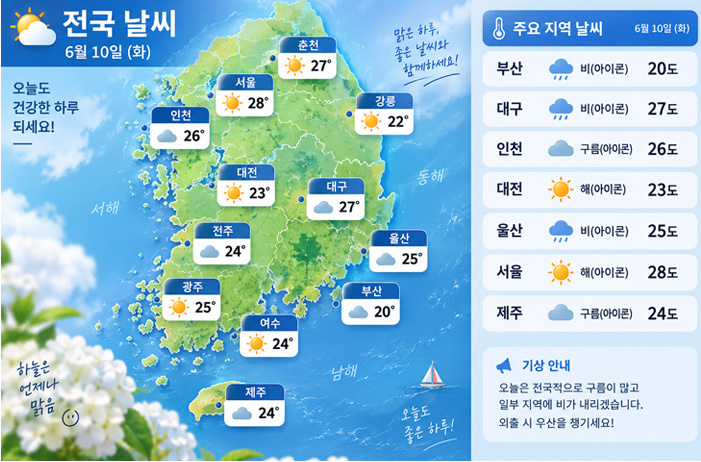 전국 날씨
6월 10일 (화)
오늘도
건강한 하루
되세요!
맑은 하루,
좋은 날씨와
함께하세요!
춘천
27°
서울
28°
강릉
22°
인천
26°
대전
23°
대구
27°
전주
24°
울산
25°
광주
25°
부산
20°
여수
24°
제주
24°
서해
동해
남해
하늘은
언제나
맑음
오늘도
좋은 하루!
주요 지역 날씨 6월 10일 (화)
부산 비(아이폰) 20도
대구 비(아이폰) 27도
인천 구름(아이폰) 26도
대전 해(아이폰) 23도
울산 비(아이폰) 25도
서울 해(아이폰) 28도
제주 구름(아이폰) 24도
기상 안내
오늘은 전국적으로 구름이 많고
일부 지역에 비가 내리겠습니다.
외출 시 우산을 챙기세요!